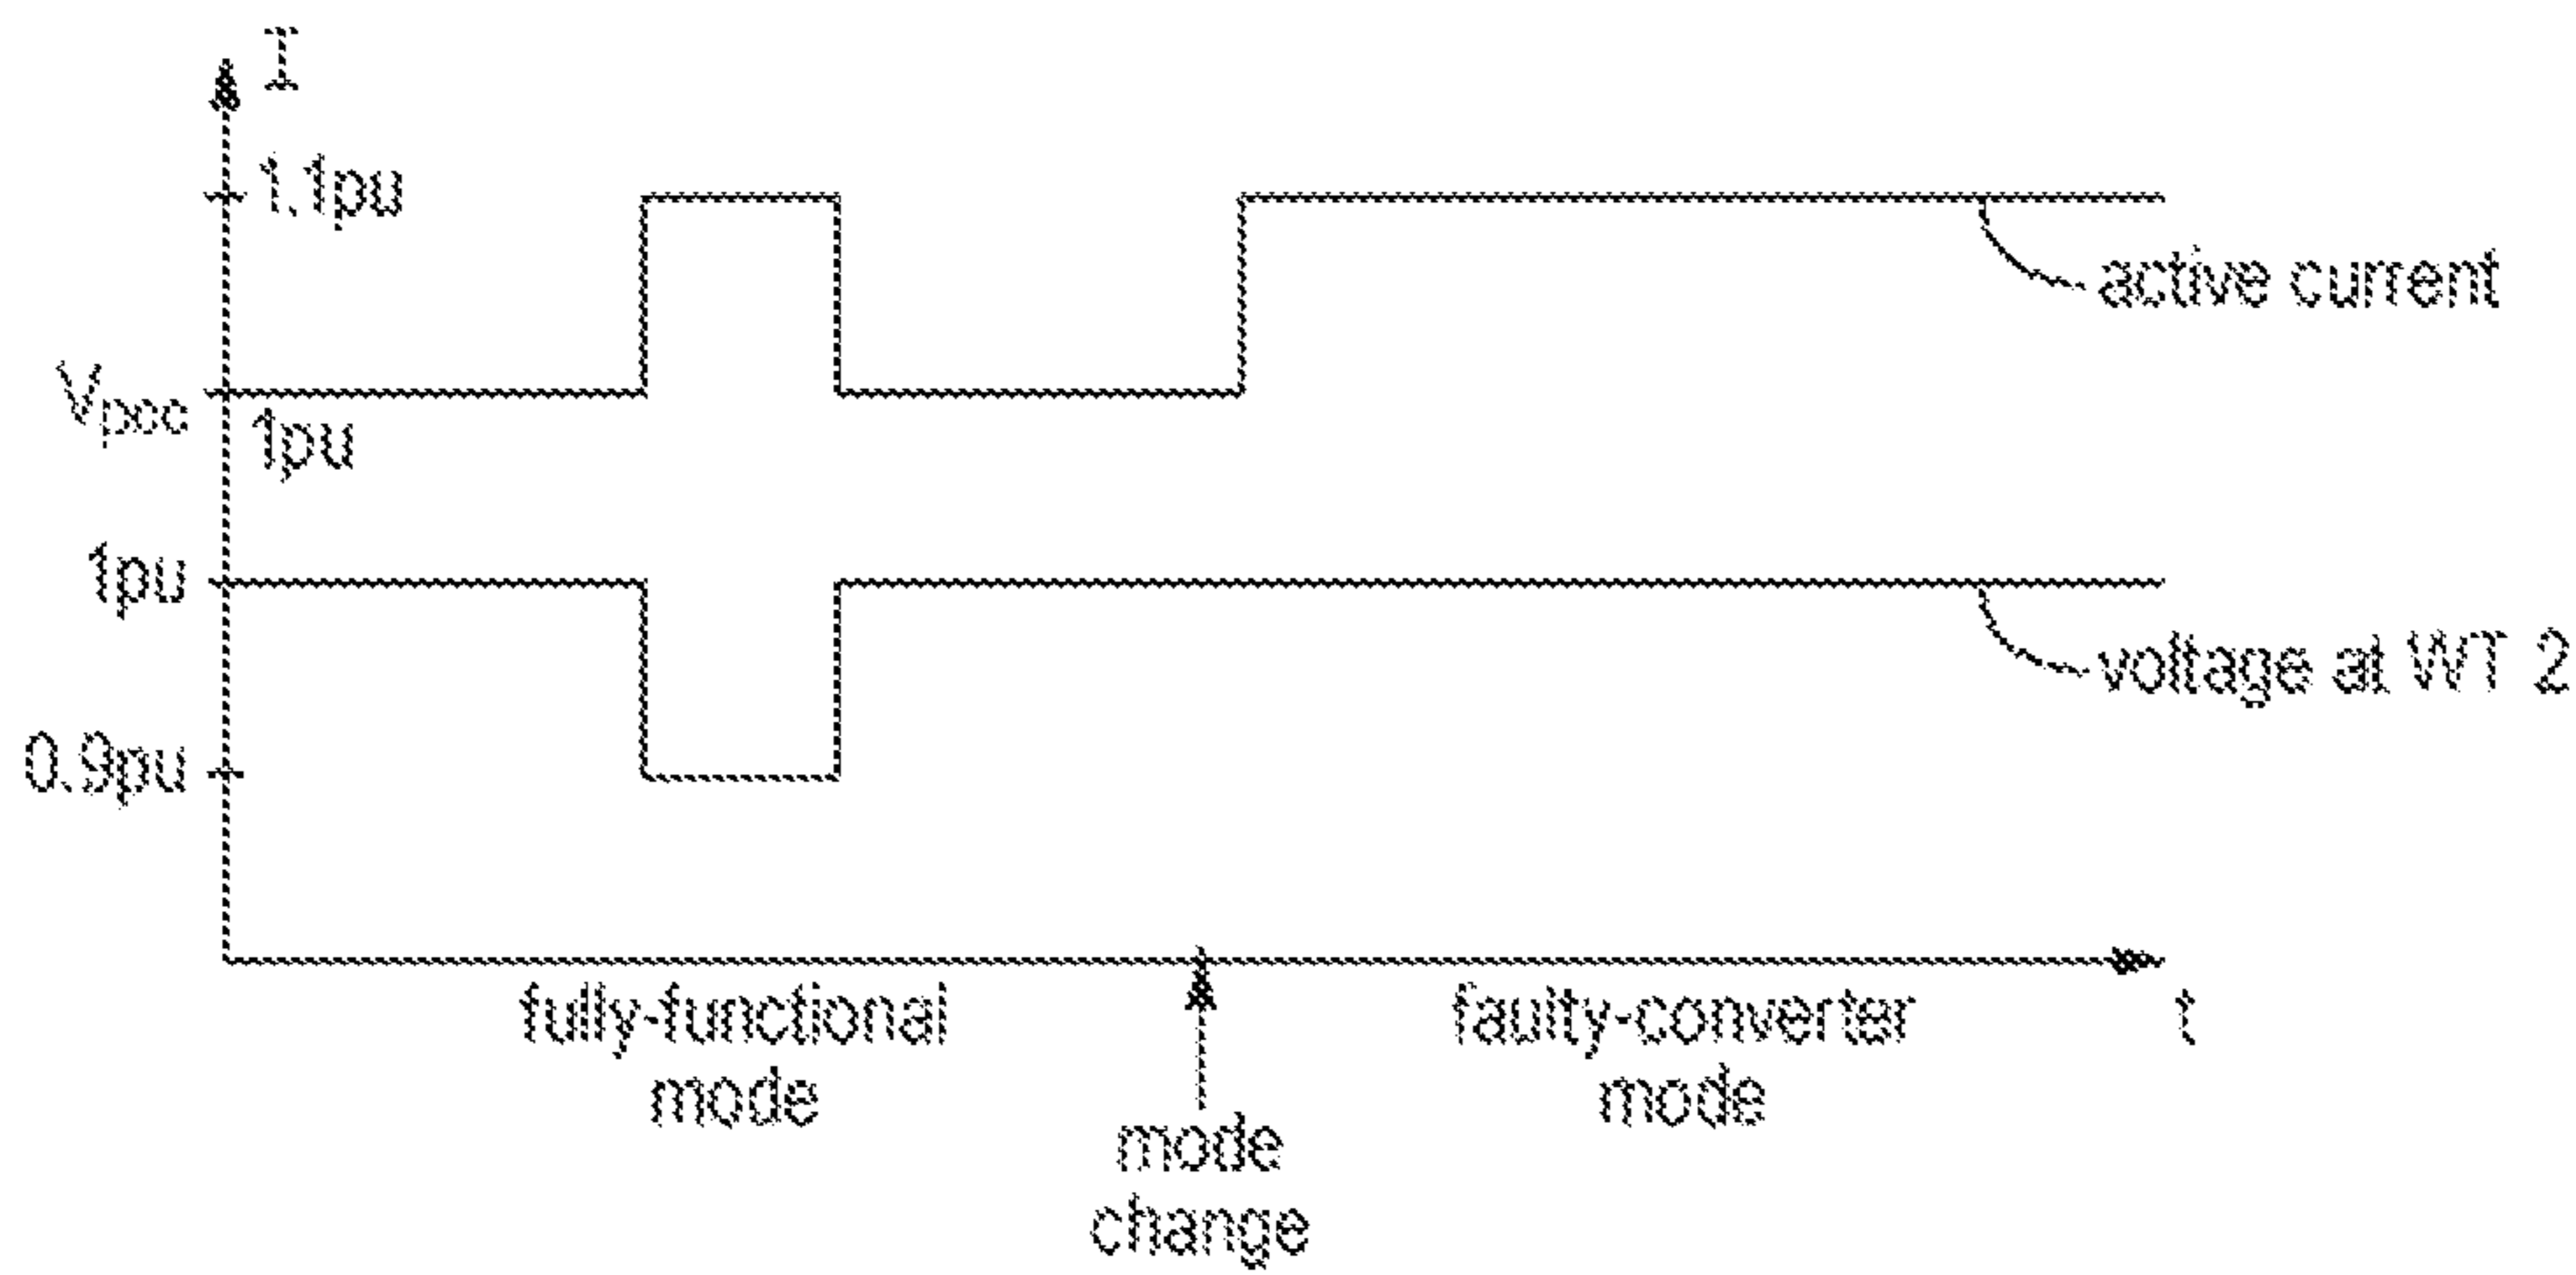 I
1.1pu
active current
Vpcc
1pu
1pu
voltage at WT 2
0.9pu
fully-functional
mode
faulty-converter
mode
t
mode
change